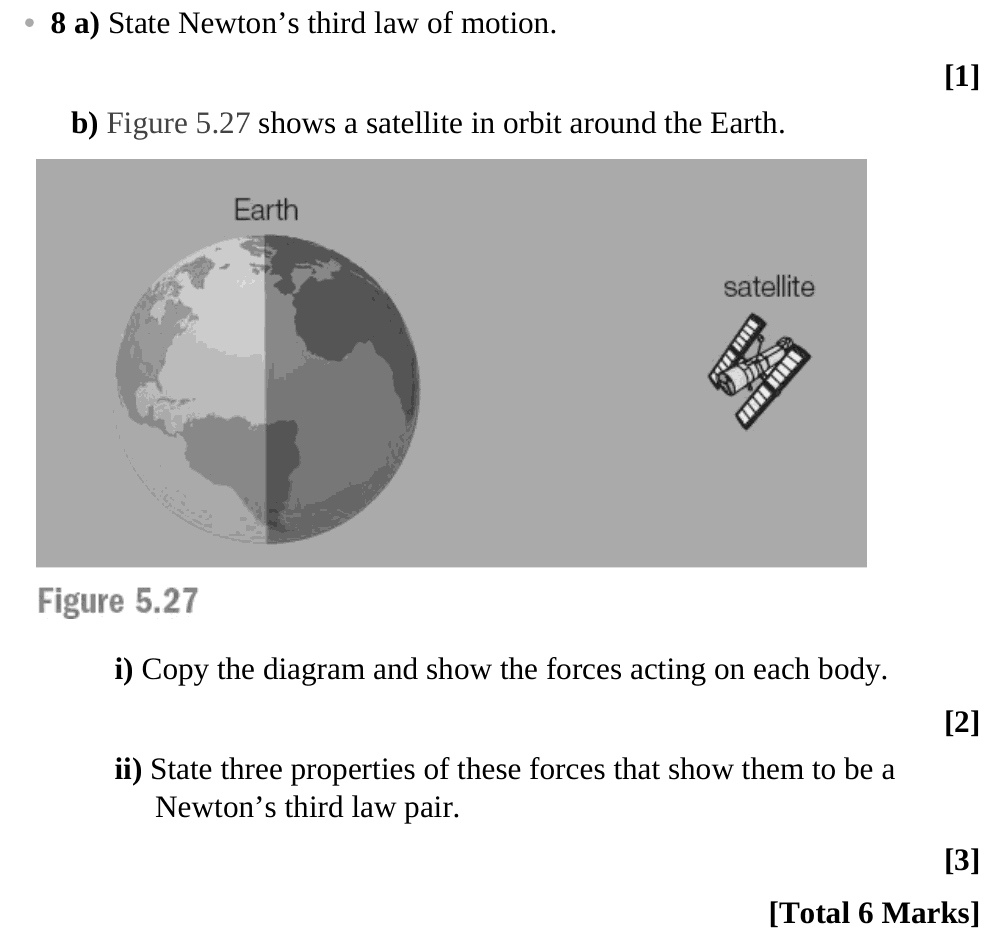 • 8 a) State Newton’s third law of motion.
[1]
b) Figure 5.27 shows a satellite in orbit around the Earth.
Earth
satellite
Figure 5.27
i) Copy the diagram and show the forces acting on each body.
[2]
ii) State three properties of these forces that show them to be a
Newton’s third law pair.
[3]
[Total 6 Marks]